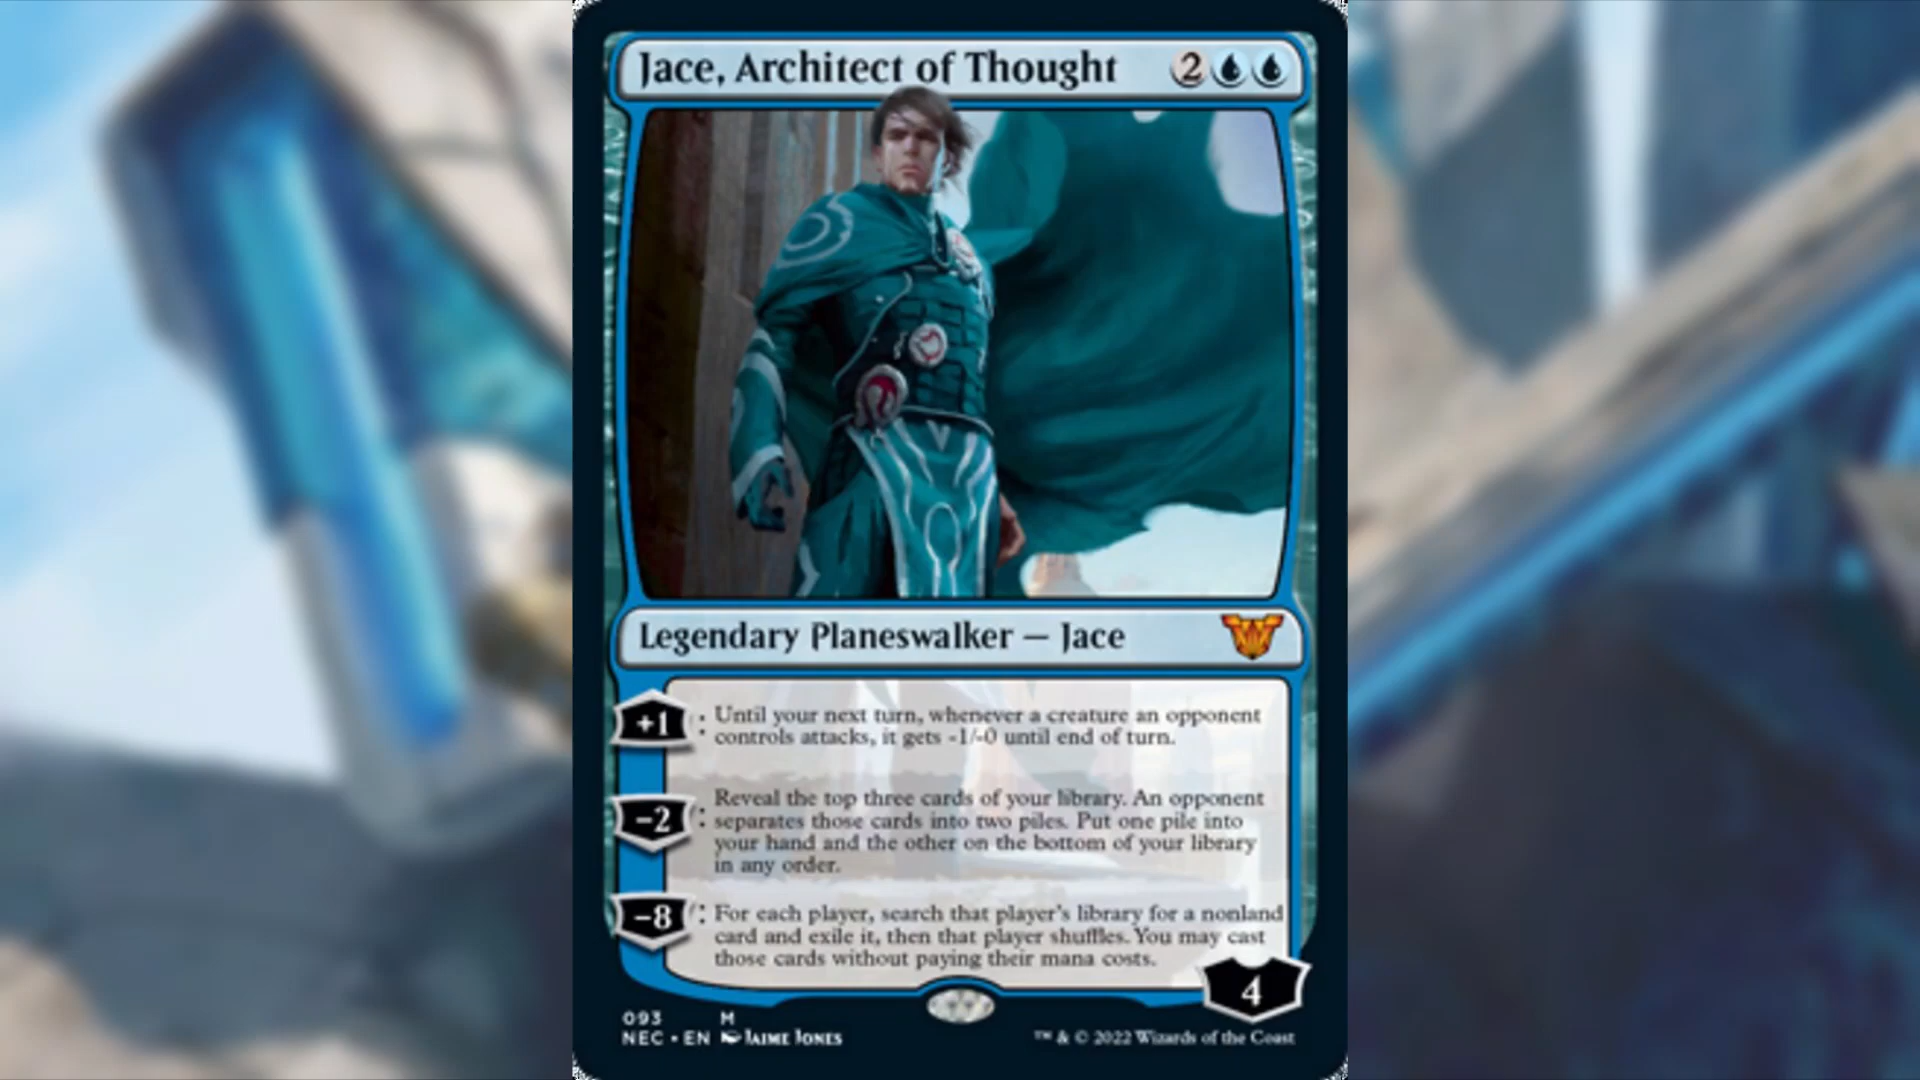 Jace, Architect of Thought 2
Legendary Planeswalker — Jace
+1 : Until your next turn, whenever a creature an opponent
controls attacks, it gets -1/-0 until end of turn.
-2 : Reveal the top three cards of your library. An opponent
separates those cards into two piles. Put one pile into
your hand and the other on the bottom of your library
in any order.
-8 : For each player, search that player's library for a nonland
card and exile it, then that player shuffles. You may cast
those cards without paying their mana costs.
4
093 M
NEC • EN Jaime Jones
™ & © 2022 Wizards of the Coast